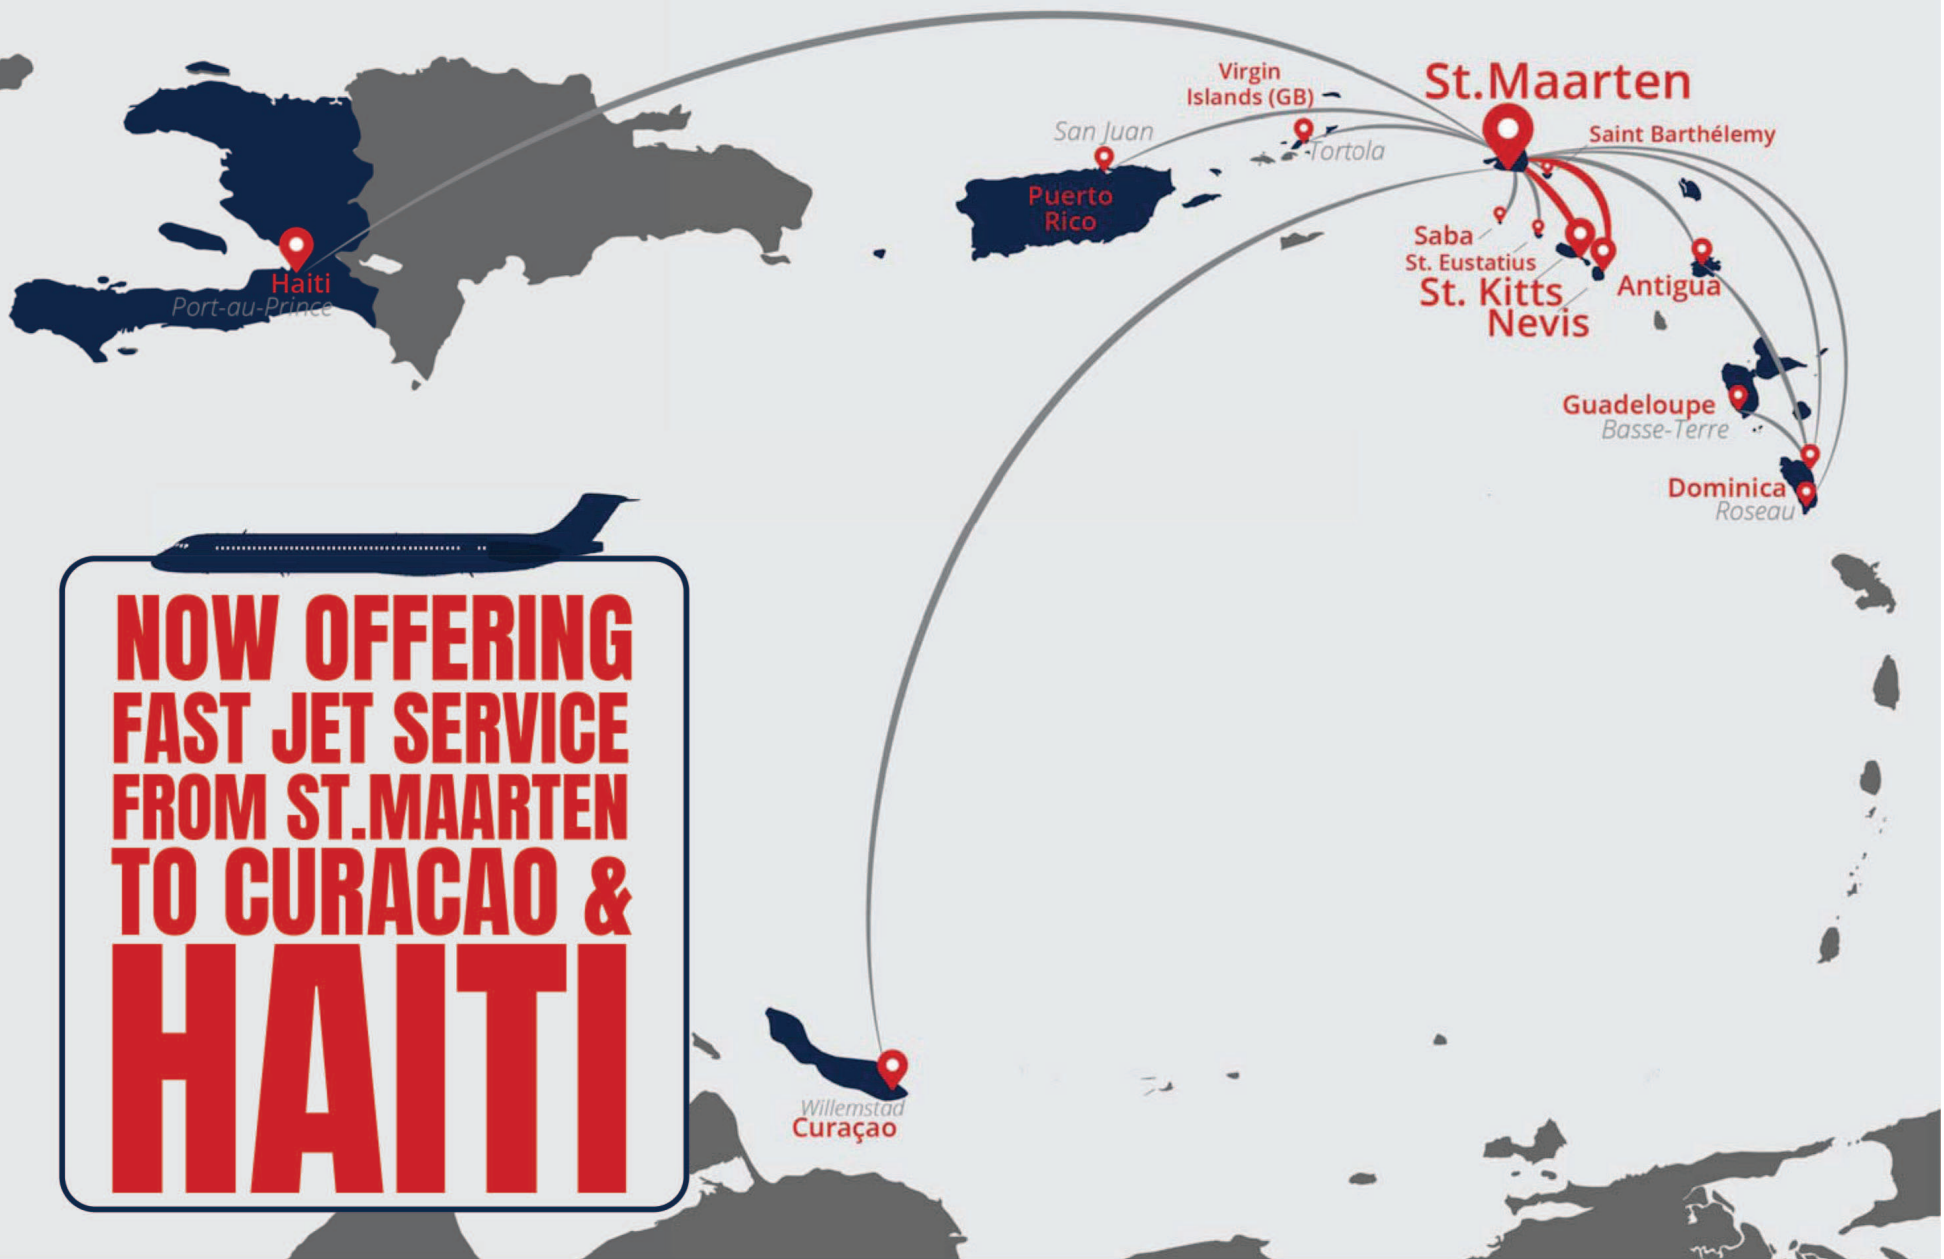 St.Maarten
Virgin
Islands (GB)
San Juan
Tortola
Saint Barthélemy
Puerto
Rico
Saba
St. Eustatius
St. Kitts
Nevis
Antigua
Haiti
Port-au-Prince
Guadeloupe
Basse-Terre
Dominica
Roseau
NOW OFFERING
FAST JET SERVICE
FROM ST.MAARTEN
TO CURACAO &
HAITI
Willemstad
Curaçao